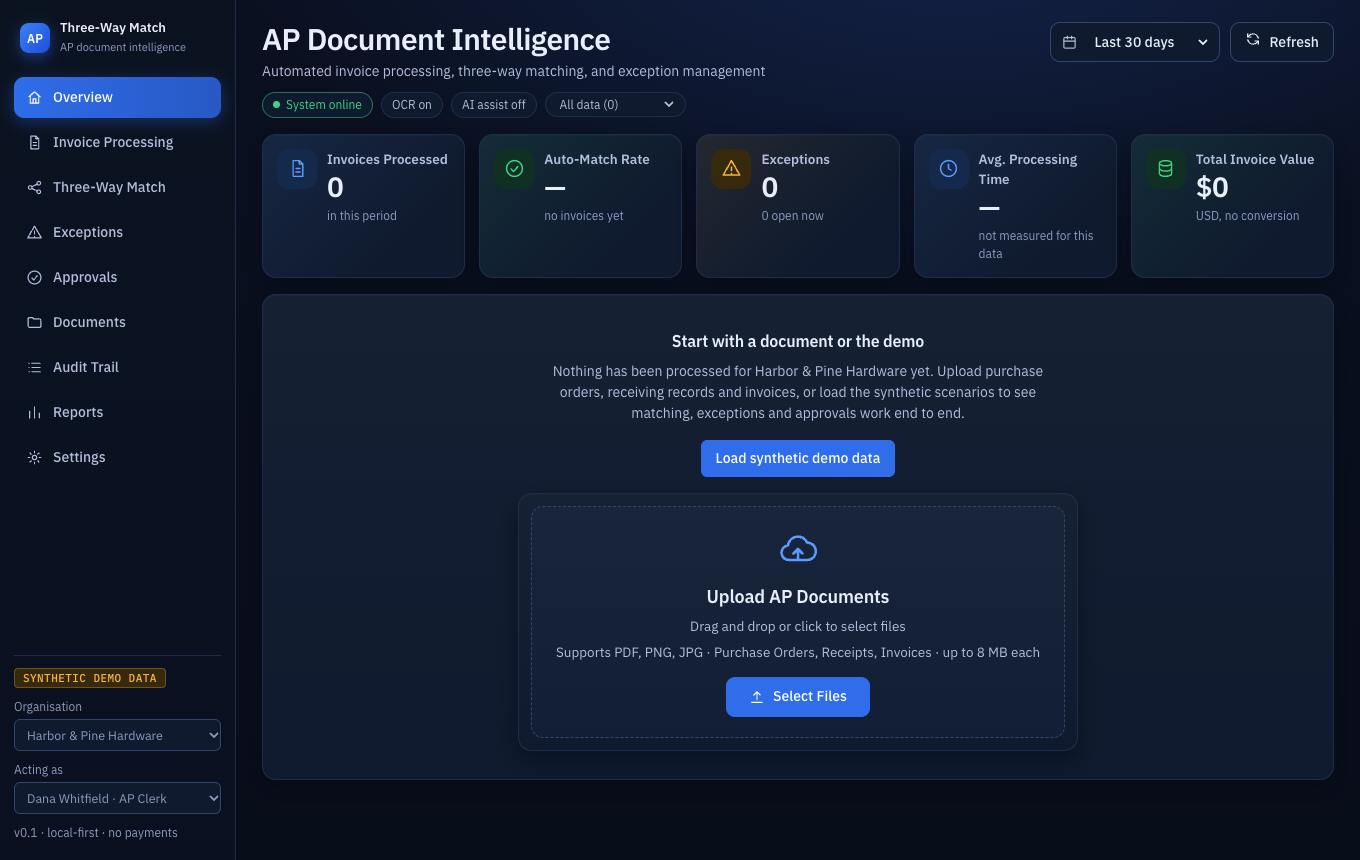 AP
Three-Way Match
AP document intelligence
Overview
Invoice Processing
Three-Way Match
Exceptions
Approvals
Documents
Audit Trail
Reports
Settings
SYNTHETIC DEMO DATA
Organisation
Harbor & Pine Hardware
Acting as
Dana Whitfield · AP Clerk
v0.1 · local-first · no payments
AP Document Intelligence
Automated invoice processing, three-way matching, and exception management
Last 30 days
Refresh
System online
OCR on
AI assist off
All data (0)
Invoices Processed
0
in this period
Auto-Match Rate
—
no invoices yet
Exceptions
0
0 open now
Avg. Processing
Time
—
not measured for this
data
Total Invoice Value
$0
USD, no conversion
Start with a document or the demo
Nothing has been processed for Harbor & Pine Hardware yet. Upload purchase
orders, receiving records and invoices, or load the synthetic scenarios to see
matching, exceptions and approvals work end to end.
Load synthetic demo data
Upload AP Documents
Drag and drop or click to select files
Supports PDF, PNG, JPG · Purchase Orders, Receipts, Invoices · up to 8 MB each
Select Files